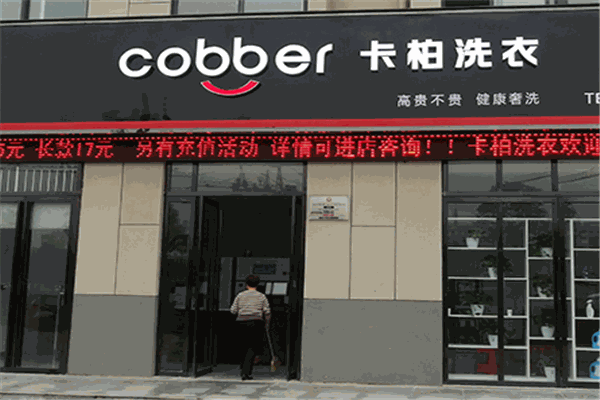 cobber 卡柏洗衣
高贵不贵 健康奢洗
TE
5元 长款17元 另有充值活动 详情可进店咨询！！卡柏洗衣欢迎